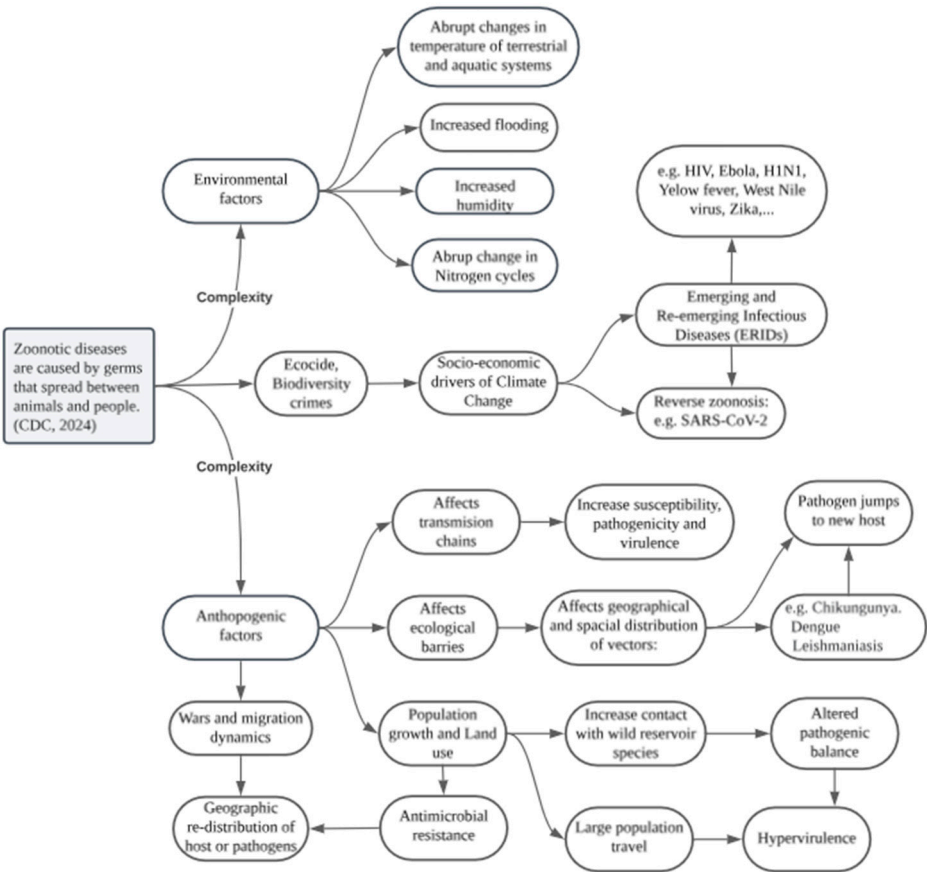 Abrupt changes in
temperature of terrestrial
and aquatic systems
Increased flooding
Environmental
factors
Increased
humidity
Abrup change in
Nitrogen cycles
e.g. HIV, Ebola, H1N1,
Yelow fever, West Nile
virus, Zika,...
Complexity
Zoonotic diseases
are caused by germs
that spread between
animals and people.
(CDC, 2024)
Ecocide,
Biodiversity
crimes
Socio-economic
drivers of Climate
Change
Emerging and
Re-emerging Infectious
Diseases (ERIDs)
Reverse zoonosis:
e.g. SARS-CoV-2
Complexity
Anthopogenic
factors
Affects
transmision
chains
Increase susceptibility,
pathogenicity and
virulence
Pathogen jumps
to new host
Affects
ecological
barries
Affects geographical
and spacial distribution
of vectors:
e.g. Chikungunya.
Dengue
Leishmaniasis
Wars and migration
dynamics
Population
growth and Land
use
Increase contact
with wild reservoir
species
Altered
pathogenic
balance
Geographic
re-distribution of
host or pathogens
Antimicrobial
resistance
Large population
travel
Hypervirulence